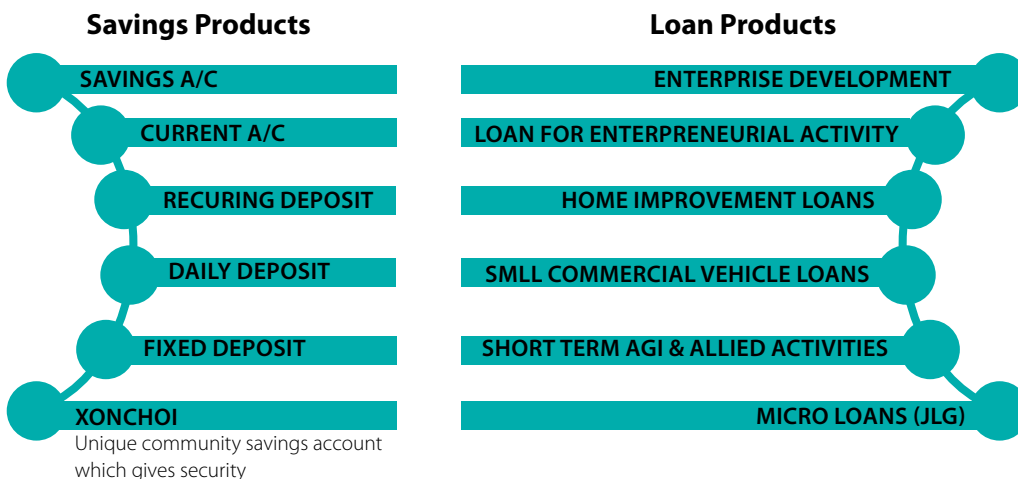 Savings Products
SAVINGS A/C
CURRENT A/C
RECURING DEPOSIT
DAILY DEPOSIT
FIXED DEPOSIT
XONCHOI
Unique community savings account
which gives security
Loan Products
ENTERPRISE DEVELOPMENT
LOAN FOR ENTERPRENEURIAL ACTIVITY
HOME IMPROVEMENT LOANS
SMLL COMMERCIAL VEHICLE LOANS
SHORT TERM AGI & ALLIED ACTIVITIES
MICRO LOANS (JLG)